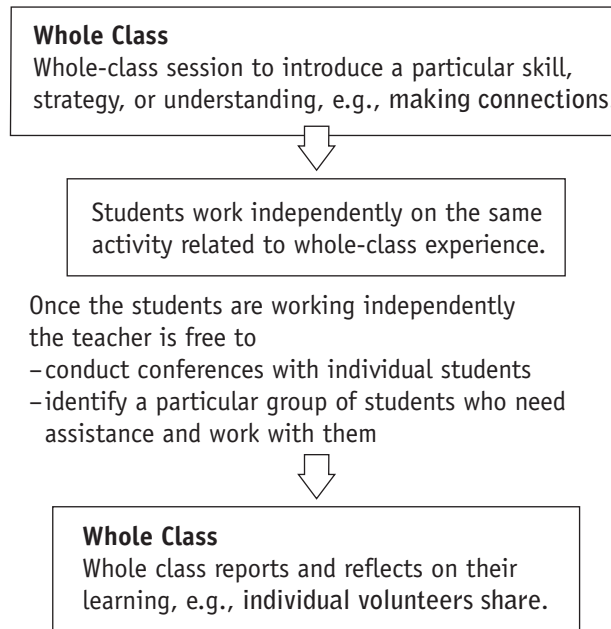 Whole Class
Whole-class session to introduce a particular skill,
strategy, or understanding, e.g., making connections
Students work independently on the same
activity related to whole-class experience.
Once the students are working independently
the teacher is free to
–conduct conferences with individual students
–identify a particular group of students who need
assistance and work with them
Whole Class
Whole class reports and reflects on their
learning, e.g., individual volunteers share.